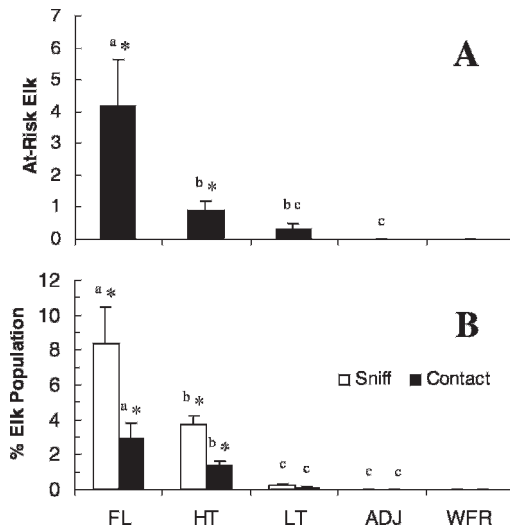 A
At-Risk Elk
7
6
5
4
3
2
1
0
a *
b *
b c
c
B
% Elk Population
12
10
8
6
4
2
0
a *
a *
b *
b *
c c
c c
Sniff Contact
FL HT LT ADJ WFR